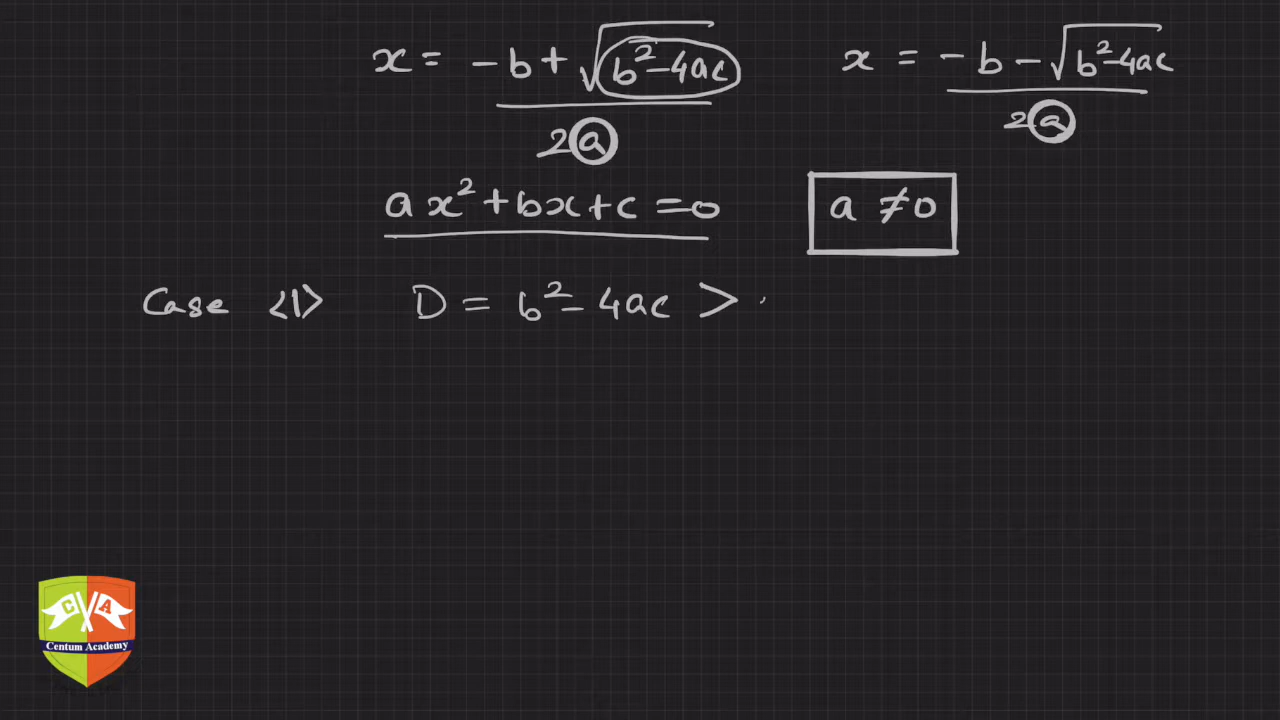 x = -b + √(b² - 4ac) / 2a x = -b - √(b² - 4ac) / 2a
ax² + bx + c = 0 a ≠ 0
Case <1> D = b² - 4ac >
C A
Centum Academy